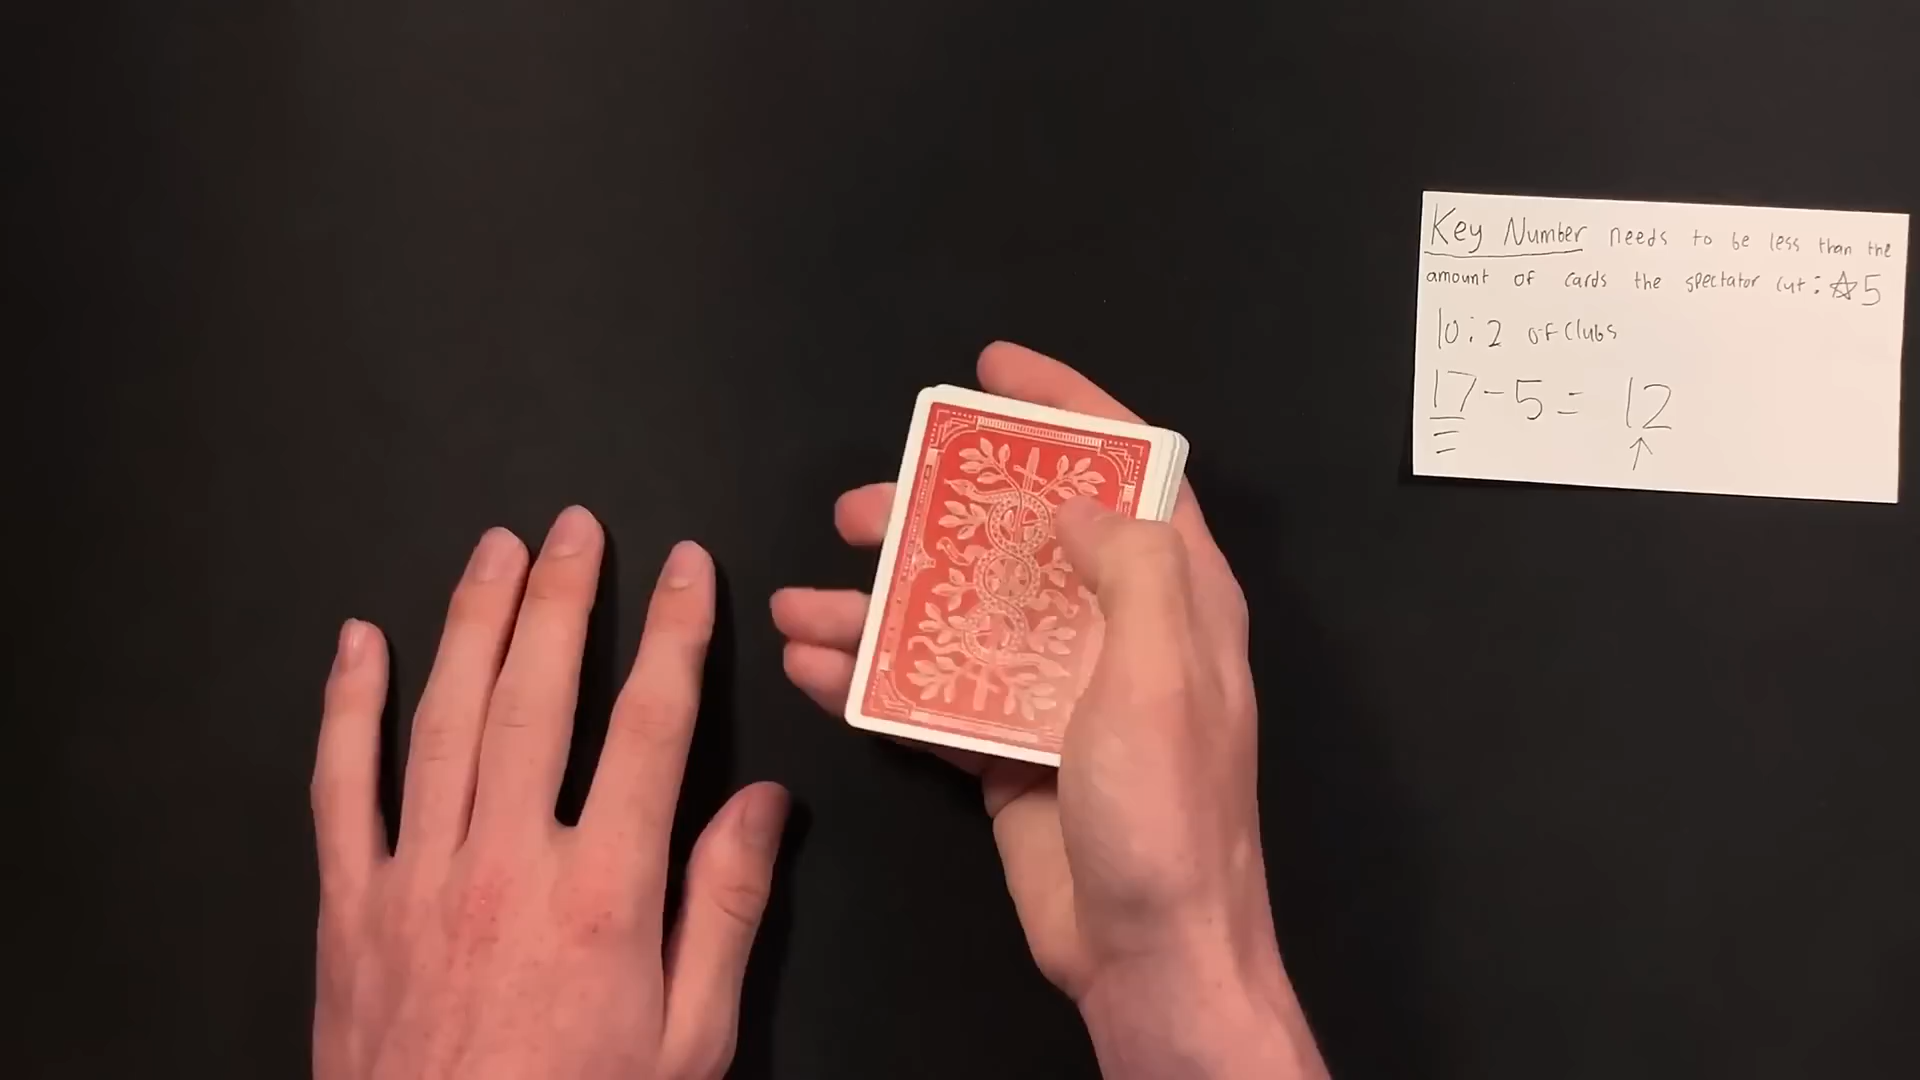 Key Number needs to be less than the
amount of cards the spectator cut: ☆5
10: 2 of Clubs
17-5= 12
↑